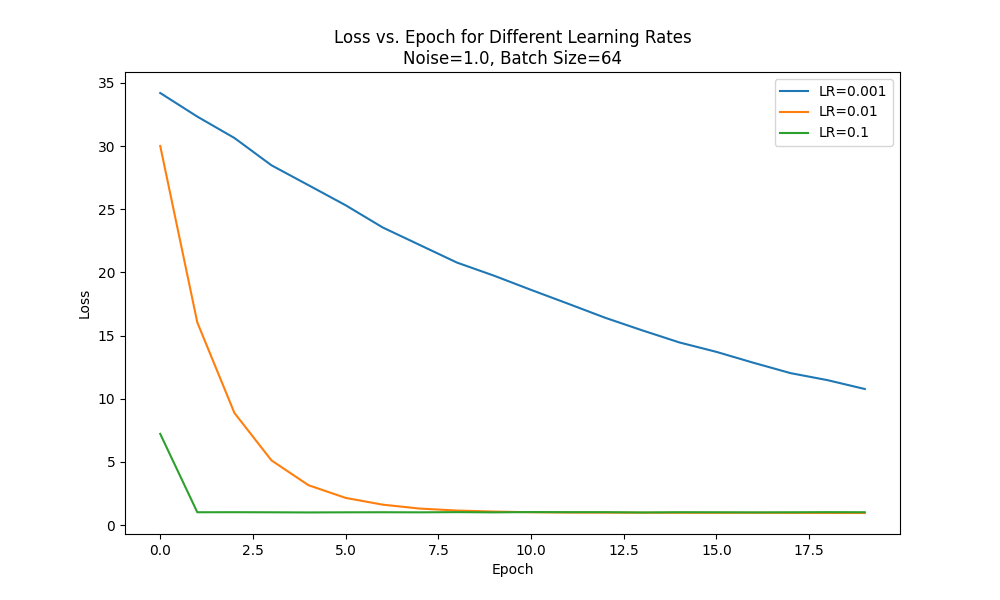 Loss vs. Epoch for Different Learning Rates
Noise=1.0, Batch Size=64
LR=0.001
LR=0.01
LR=0.1
35
30
25
20
15
10
5
0
Loss
0.0 2.5 5.0 7.5 10.0 12.5 15.0 17.5
Epoch